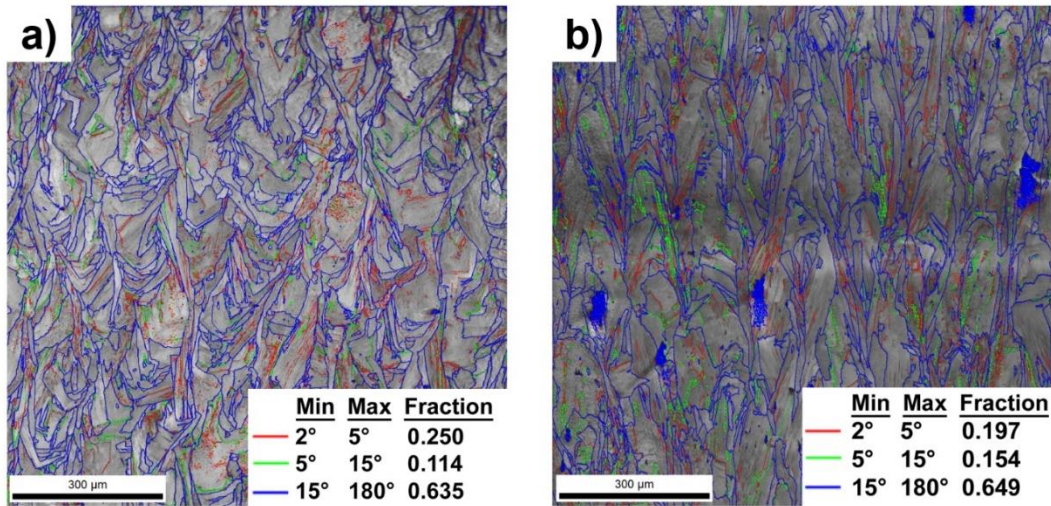 a)
Min Max Fraction
2° 5° 0.250
5° 15° 0.114
15° 180° 0.635
300 µm
b)
Min Max Fraction
2° 5° 0.197
5° 15° 0.154
15° 180° 0.649
300 µm